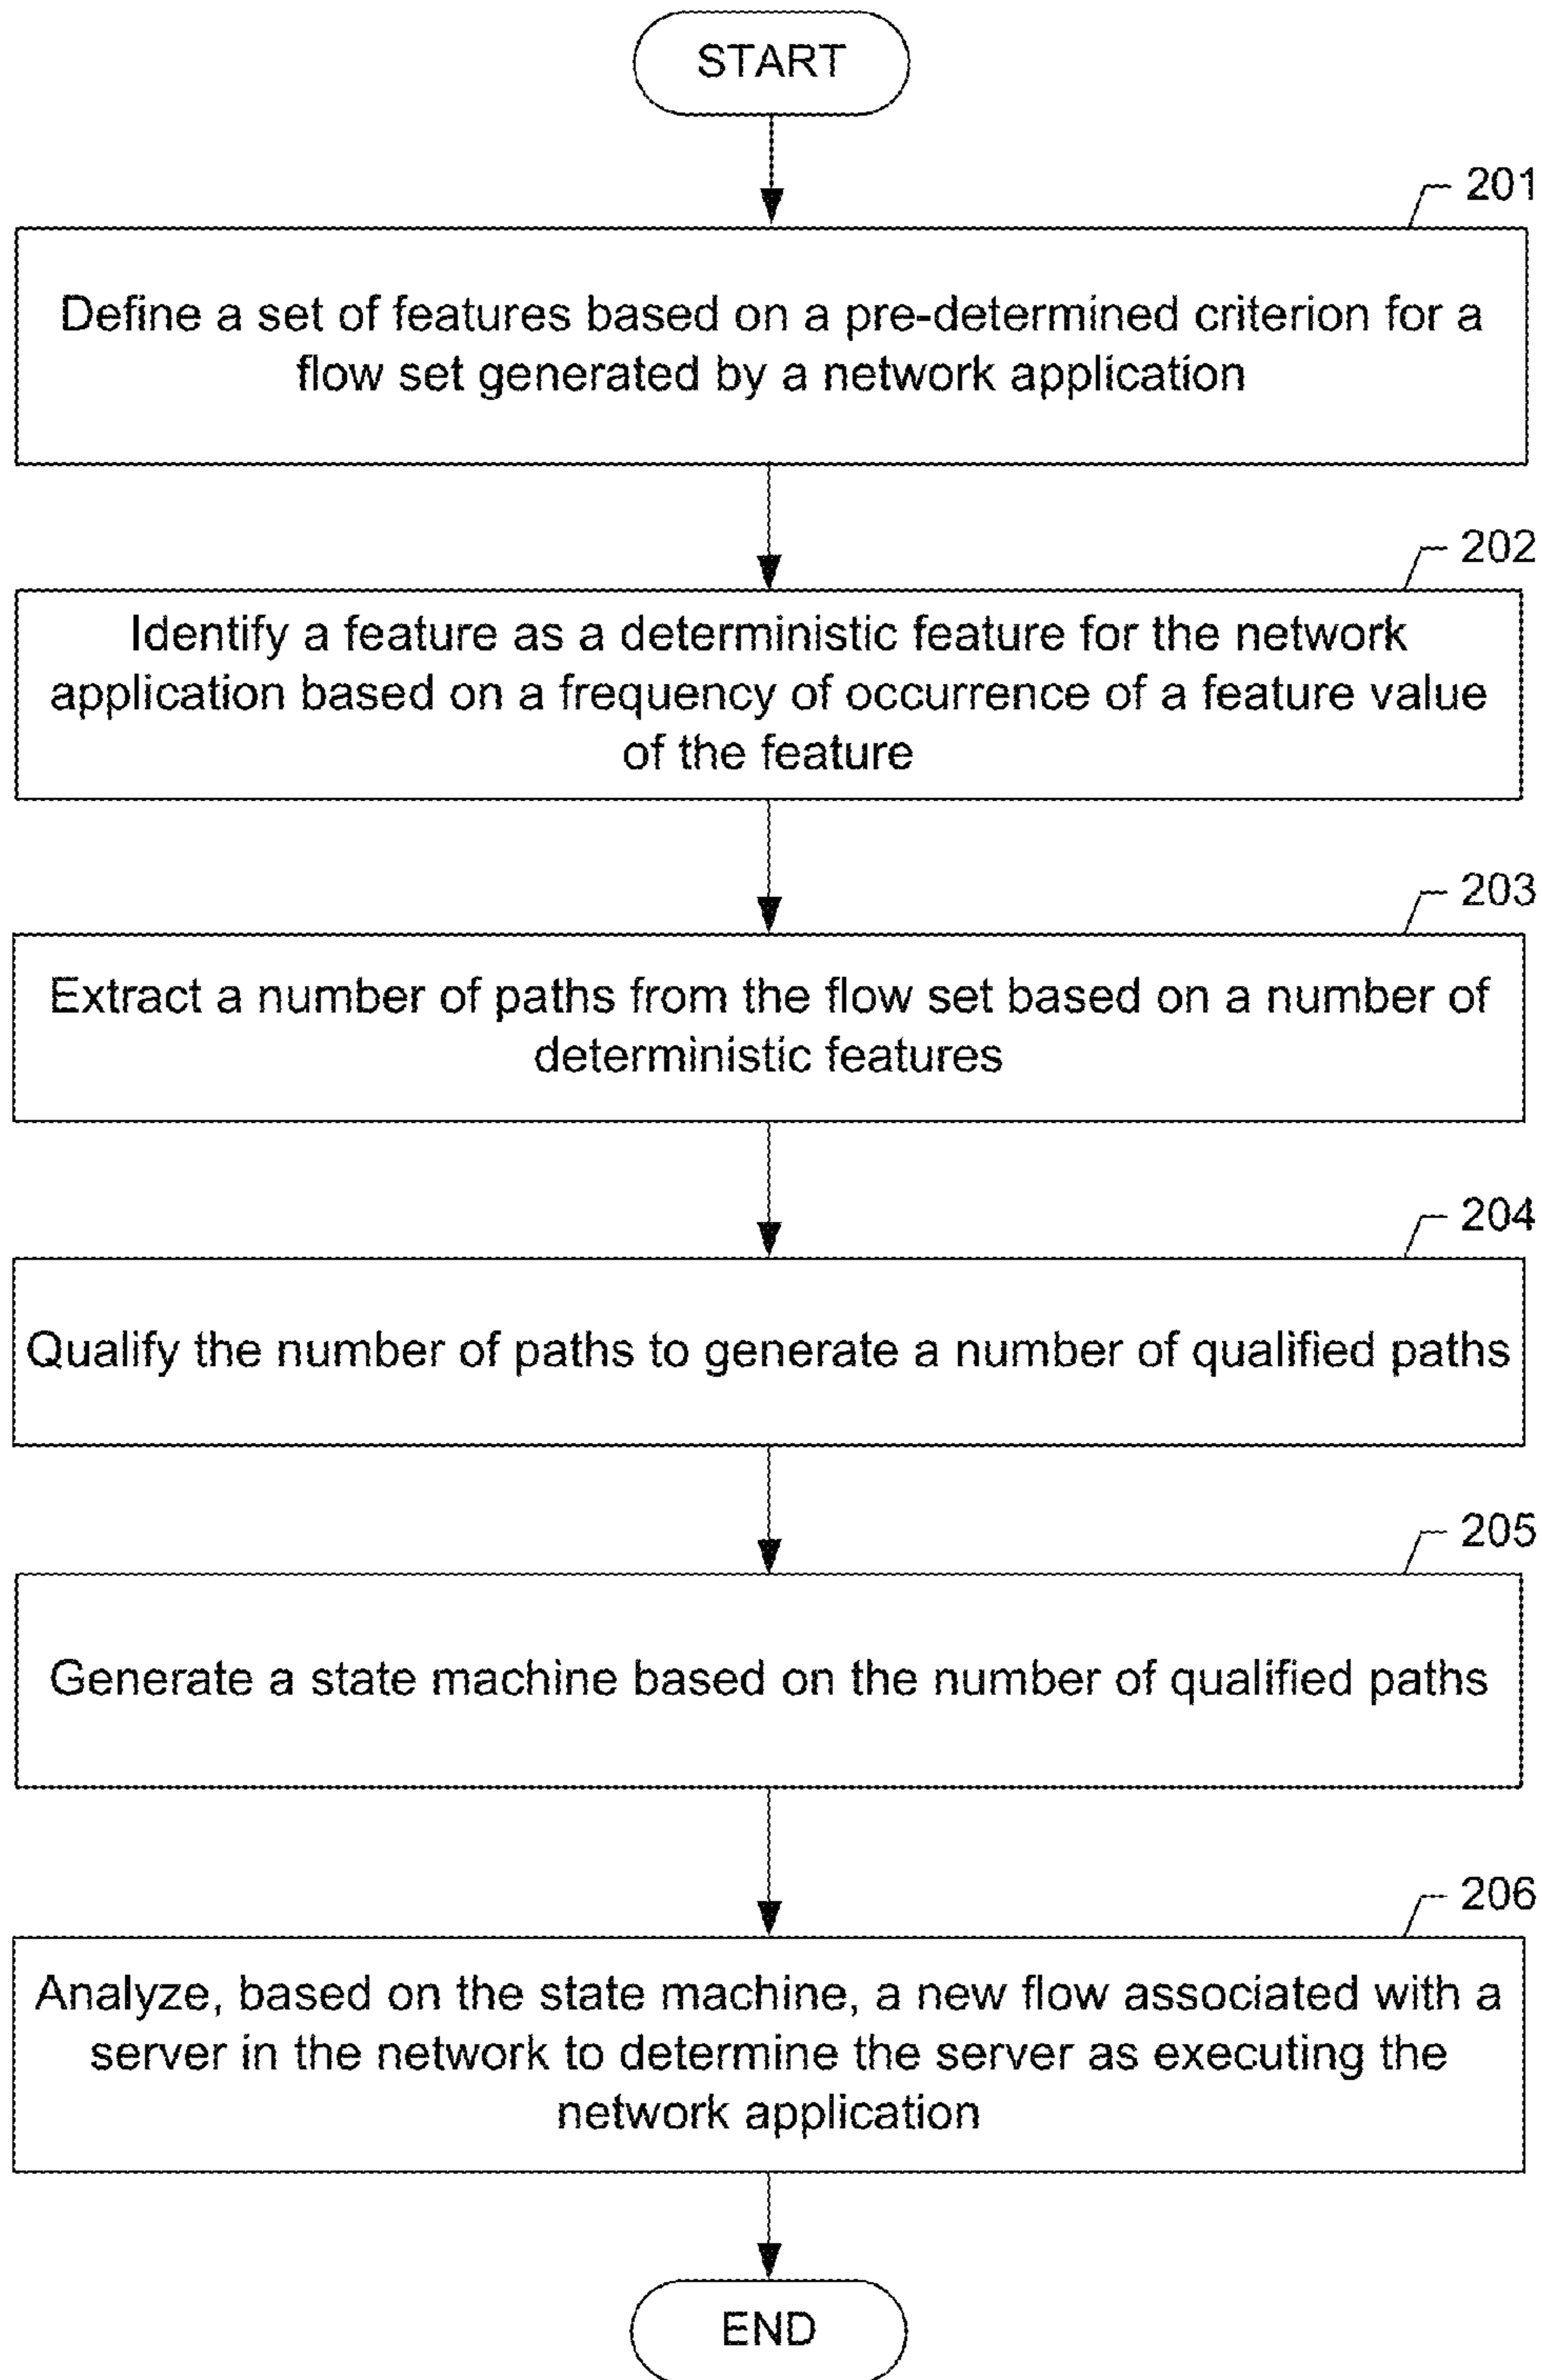 START
201
Define a set of features based on a pre-determined criterion for a
flow set generated by a network application
202
Identify a feature as a deterministic feature for the network
application based on a frequency of occurrence of a feature value
of the feature
203
Extract a number of paths from the flow set based on a number of
deterministic features
204
Qualify the number of paths to generate a number of qualified paths
205
Generate a state machine based on the number of qualified paths
206
Analyze, based on the state machine, a new flow associated with a
server in the network to determine the server as executing the
network application
END